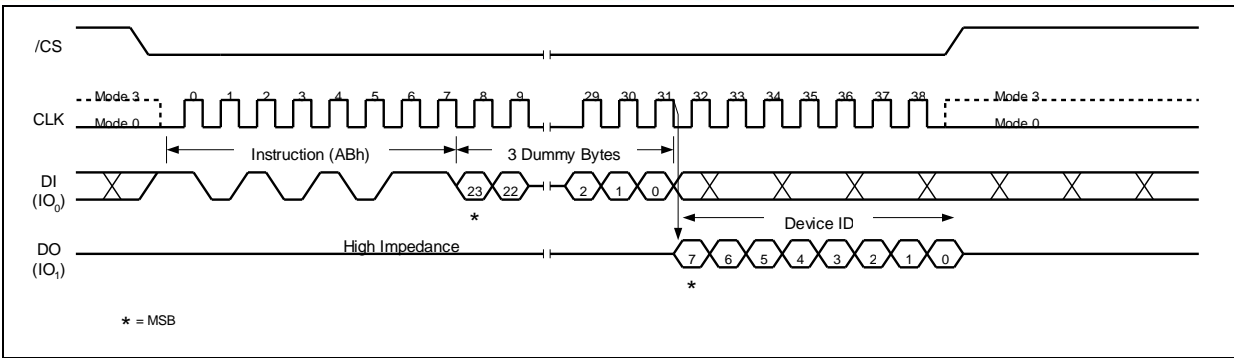 /CS
Mode 3 0 1 2 3 4 5 6 7 8 9 29 30 31 32 33 34 35 36 37 38 Mode 3
CLK
Mode 0 Mode 0
Instruction (ABh) 3 Dummy Bytes
DI
(IO0) 23 22 2 1 0
*
Device ID
High Impedance
DO
(IO1) 7 6 5 4 3 2 1 0
*
* = MSB